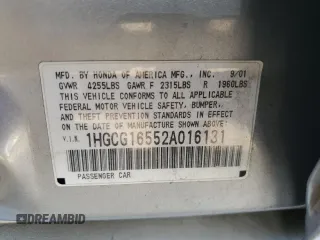 MFD. BY HONDA OF AMERICA MFG., INC. 9/01
GVWR 4255LBS GAWR F 2315LBS R 1960LBS
THIS VEHICLE CONFORMS TO ALL APPLICABLE
FEDERAL MOTOR VEHICLE SAFETY, BUMPER,
AND THEFT PREVENTION STANDARDS IN EFFECT
ON THE DATE OF MANUFACTURE SHOWN ABOVE.
V.I.N. 1HGCG16552A016131
PASSENGER CAR
DREAMBID